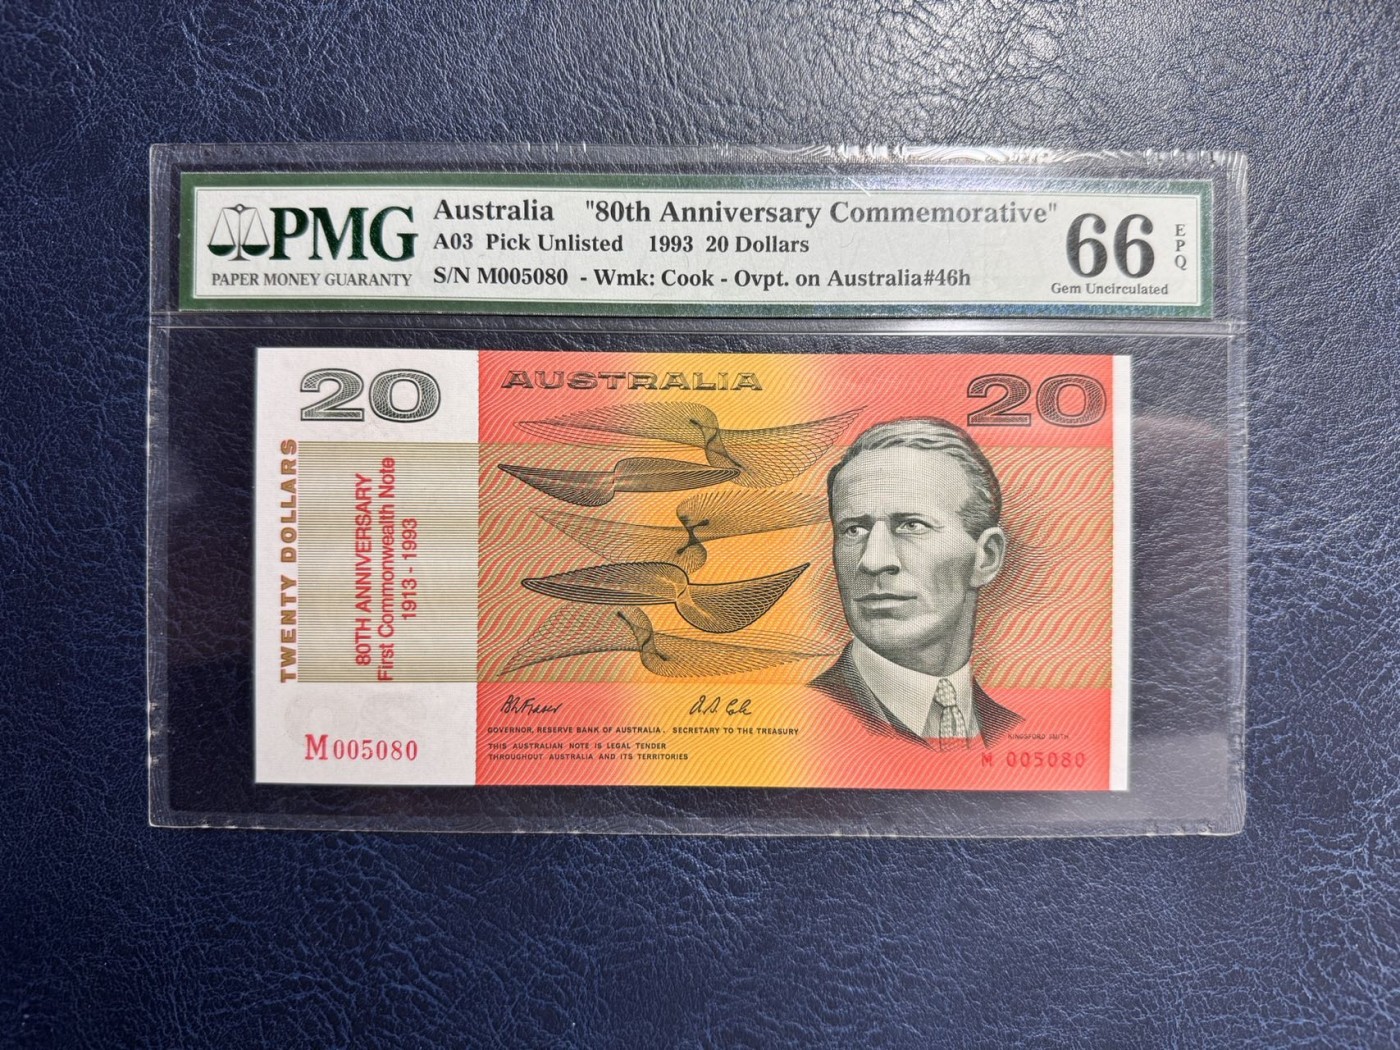 PMG
PAPER MONEY GUARANTY
Australia "80th Anniversary Commemorative"
A03 Pick Unlisted 1993 20 Dollars
S/N M005080 - Wmk: Cook - Ovpt. on Australia#46h
66
EPQ
Gem Uncirculated
20
AUSTRALIA
20
TWENTY DOLLARS
80TH ANNIVERSARY
First Commonwealth Note
1913 - 1993
GOVERNOR, RESERVE BANK OF AUSTRALIA. SECRETARY TO THE TREASURY
THIS AUSTRALIAN NOTE IS LEGAL TENDER
THROUGHOUT AUSTRALIA AND ITS TERRITORIES
KINGSFORD SMITH
M 005080
M 005080